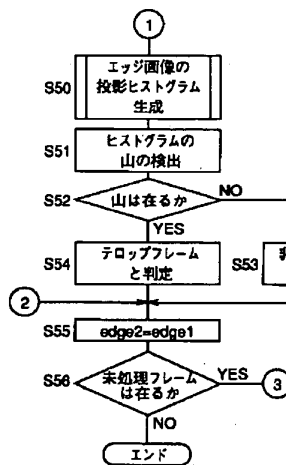 1
S50
エッジ画像の
投影ヒストグラム
生成
S51
ヒストグラムの
山の検出
S52
山は在るか
NO
YES
S54
テロップフレーム
と判定
S53
2
S55
edge2=edge1
S56
未処理フレーム
は在るか
YES
3
NO
エンド